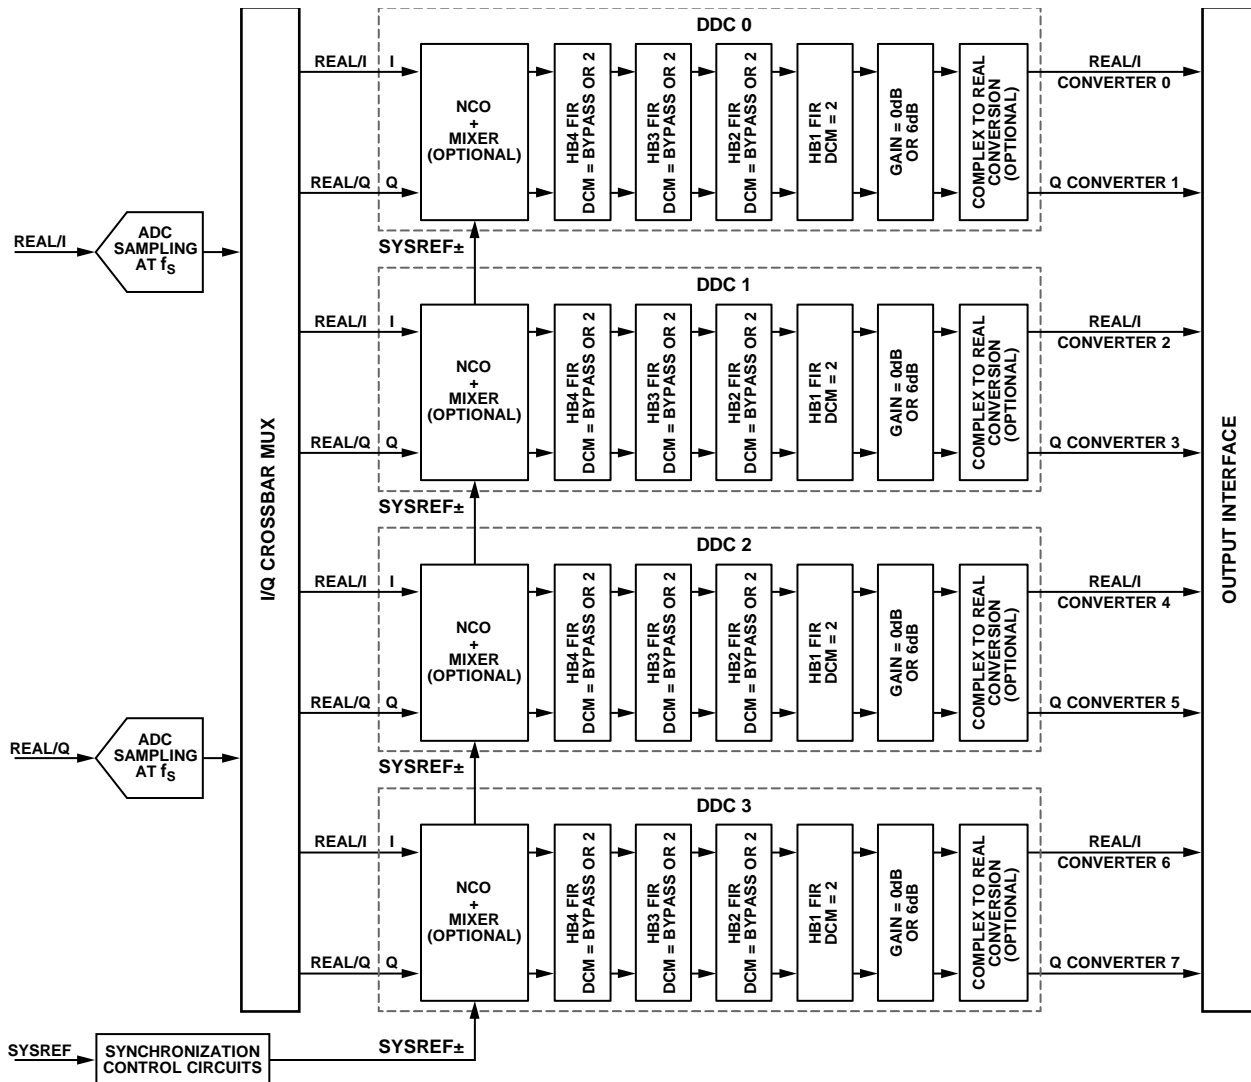 REAL/I
ADC
SAMPLING
AT fS
REAL/Q
ADC
SAMPLING
AT fS
SYSREF
SYNCHRONIZATION
CONTROL CIRCUITS
I/Q CROSSBAR MUX
DDC 0
REAL/I I
REAL/Q Q
NCO
+
MIXER
(OPTIONAL)
HB4 FIR
DCM = BYPASS OR 2
HB3 FIR
DCM = BYPASS OR 2
HB2 FIR
DCM = BYPASS OR 2
HB1 FIR
DCM = 2
GAIN = 0dB
OR 6dB
COMPLEX TO REAL
CONVERSION
(OPTIONAL)
REAL/I
CONVERTER 0
Q CONVERTER 1
SYSREF±
DDC 1
REAL/I I
REAL/Q Q
NCO
+
MIXER
(OPTIONAL)
HB4 FIR
DCM = BYPASS OR 2
HB3 FIR
DCM = BYPASS OR 2
HB2 FIR
DCM = BYPASS OR 2
HB1 FIR
DCM = 2
GAIN = 0dB
OR 6dB
COMPLEX TO REAL
CONVERSION
(OPTIONAL)
REAL/I
CONVERTER 2
Q CONVERTER 3
SYSREF±
DDC 2
REAL/I I
REAL/Q Q
NCO
+
MIXER
(OPTIONAL)
HB4 FIR
DCM = BYPASS OR 2
HB3 FIR
DCM = BYPASS OR 2
HB2 FIR
DCM = BYPASS OR 2
HB1 FIR
DCM = 2
GAIN = 0dB
OR 6dB
COMPLEX TO REAL
CONVERSION
(OPTIONAL)
REAL/I
CONVERTER 4
Q CONVERTER 5
SYSREF±
DDC 3
REAL/I I
REAL/Q Q
NCO
+
MIXER
(OPTIONAL)
HB4 FIR
DCM = BYPASS OR 2
HB3 FIR
DCM = BYPASS OR 2
HB2 FIR
DCM = BYPASS OR 2
HB1 FIR
DCM = 2
GAIN = 0dB
OR 6dB
COMPLEX TO REAL
CONVERSION
(OPTIONAL)
REAL/I
CONVERTER 6
Q CONVERTER 7
SYSREF±
OUTPUT INTERFACE